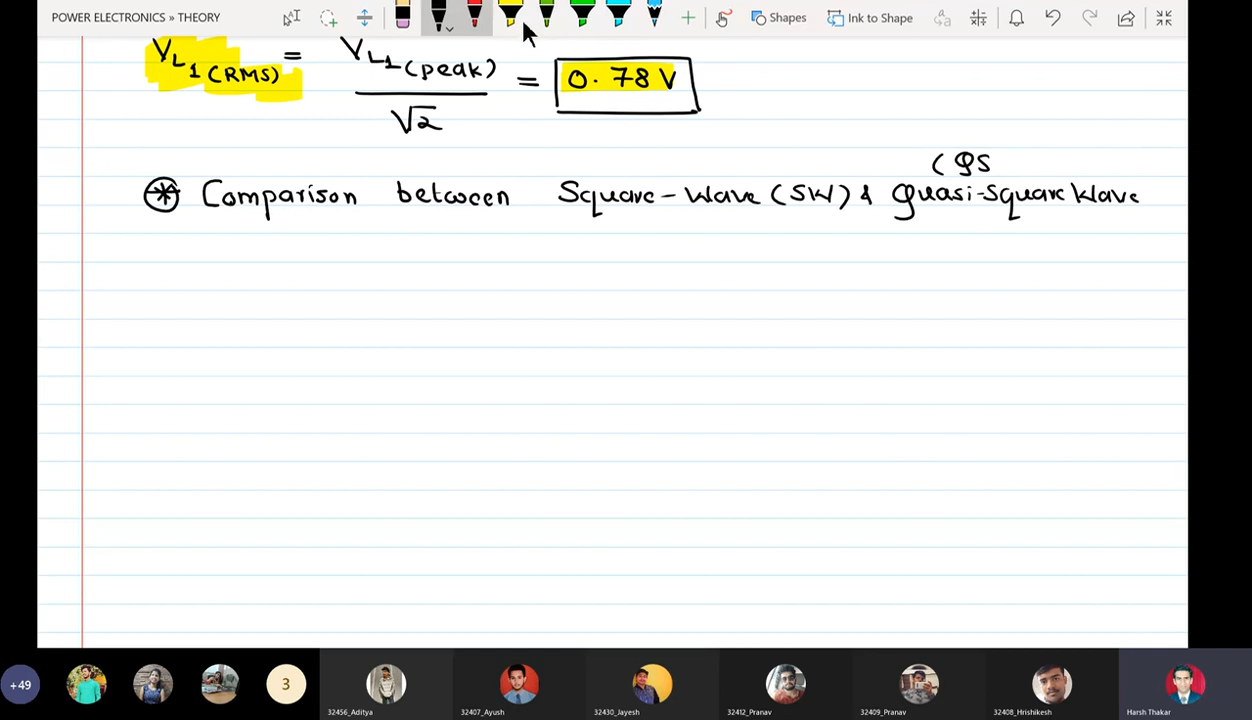 POWER ELECTRONICS » THEORY
Shapes
Ink to Shape
VL1(RMS) = VL1(peak) / √2 = 0.78 V
(QS
* Comparison between Square-Wave (SW) & Quasi-Square Wave
+49
3
32456_Aditya
32407_Ayush
32430_Jayesh
32412_Pranav
32409_Pranav
32408_Hrishikesh
Harsh Thakar